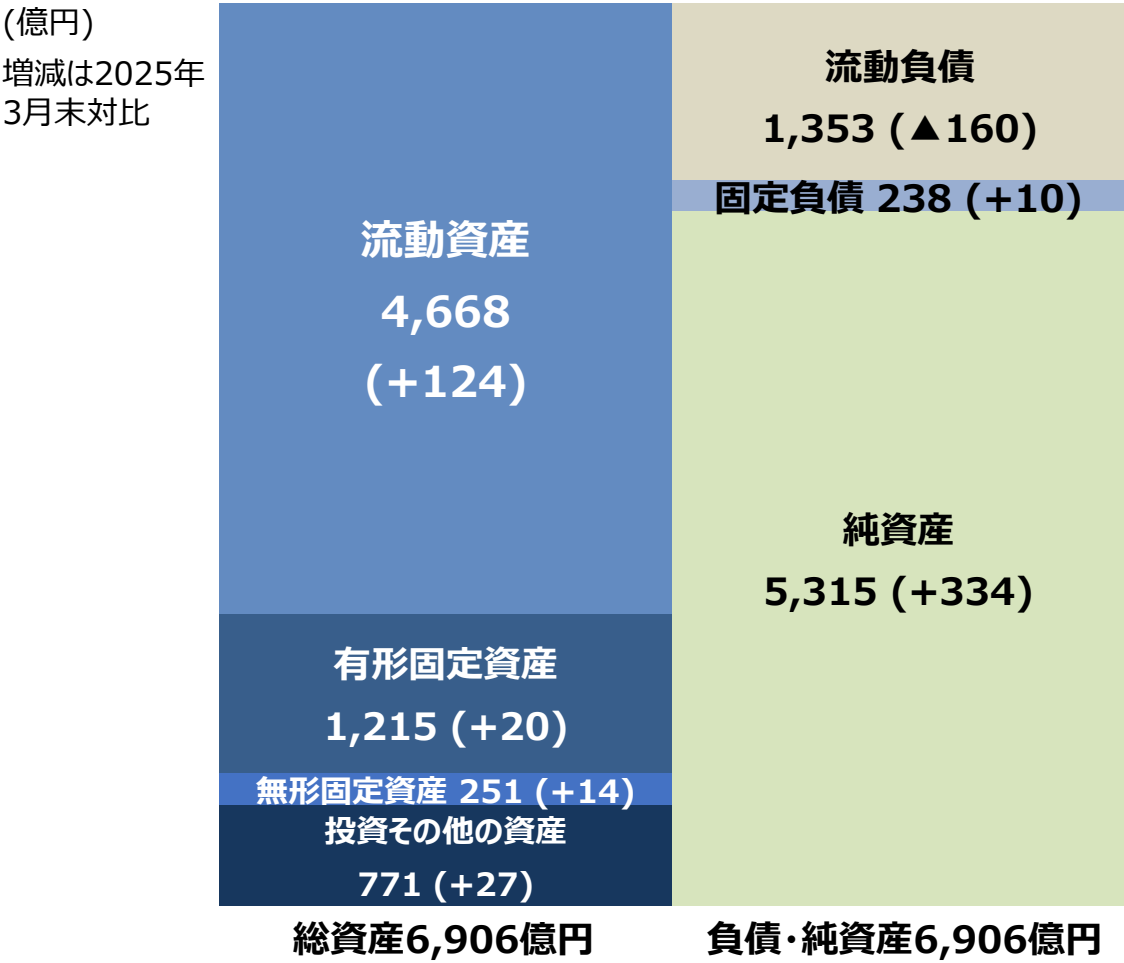 (億円)
増減は2025年
3月末対比
流動資産
4,668
(+124)
有形固定資産
1,215 (+20)
無形固定資産 251 (+14)
投資その他の資産
771 (+27)
総資産6,906億円
流動負債
1,353 (▲160)
固定負債 238 (+10)
純資産
5,315 (+334)
負債・純資産6,906億円